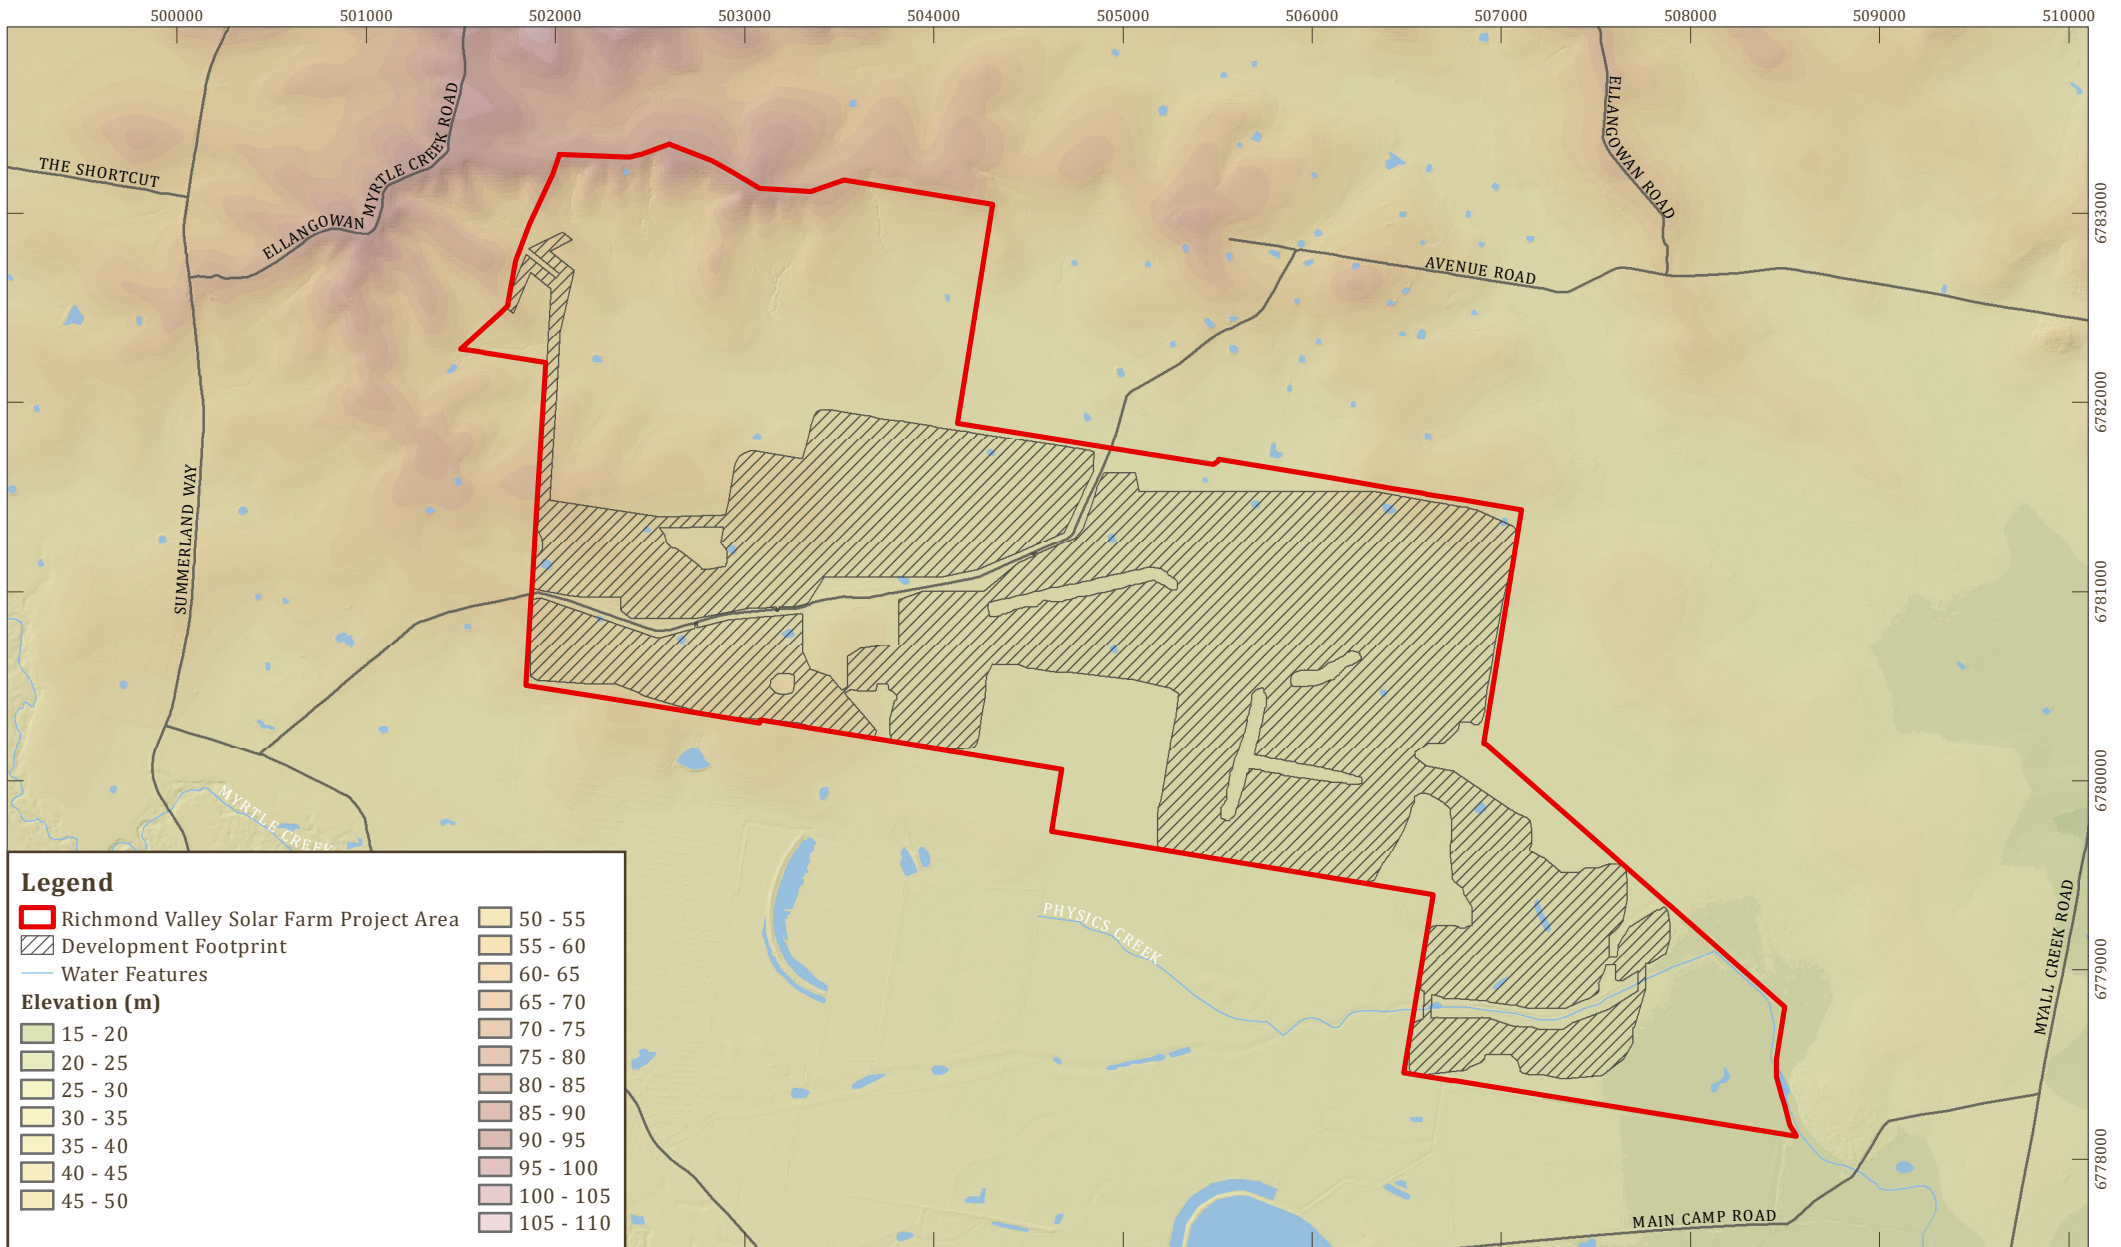 500000 501000 502000 503000 504000 505000 506000 507000 508000 509000 510000
THE SHORTCUT
ELLANGOWAN
MYRTLE CREEK ROAD
ELLANGOWAN ROAD
AVENUE ROAD
SUMMERLAND WAY
MYRTLE CREEK
PHYSICS CREEK
MYALL CREEK ROAD
MAIN CAMP ROAD
6783000
6782000
6781000
6780000
6779000
6778000
Legend
Richmond Valley Solar Farm Project Area
Development Footprint
Water Features
Elevation (m)
15 - 20
20 - 25
25 - 30
30 - 35
35 - 40
40 - 45
45 - 50
50 - 55
55 - 60
60- 65
65 - 70
70 - 75
75 - 80
80 - 85
85 - 90
90 - 95
95 - 100
100 - 105
105 - 110